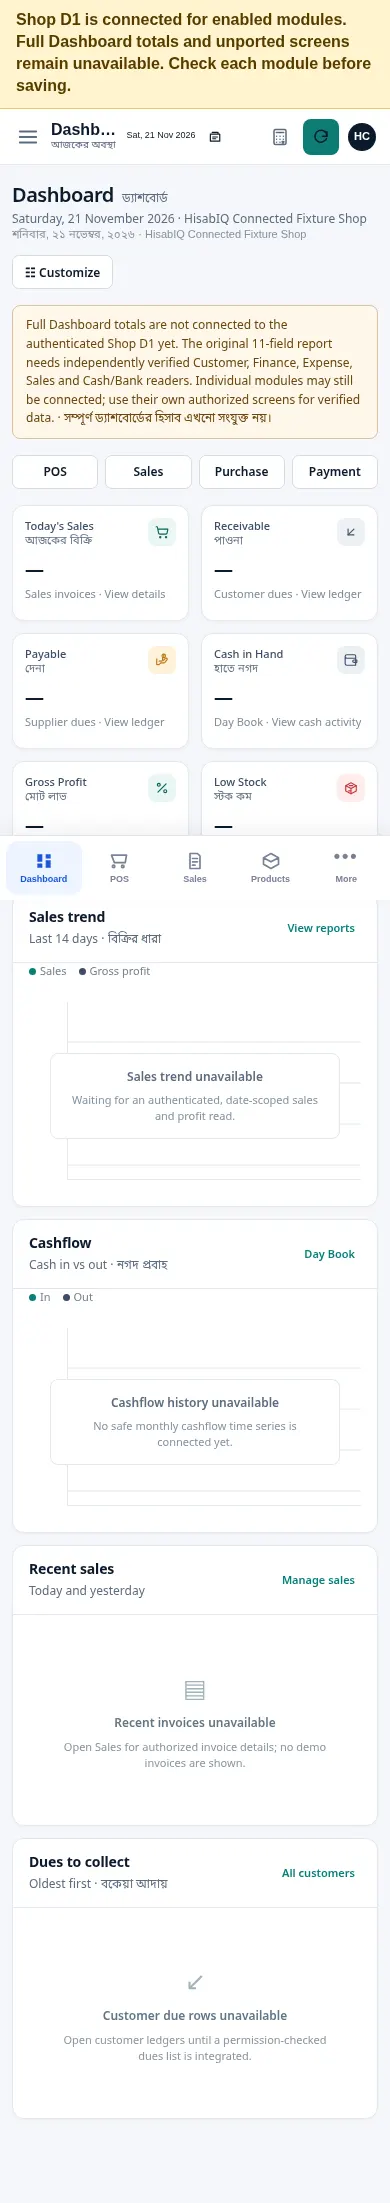 Shop D1 is connected for enabled modules.
Full Dashboard totals and unported screens
remain unavailable. Check each module before
saving.
Dashb...
আজকের অবস্থা
Sat, 21 Nov 2026
HC
Dashboard ড্যাশবোর্ড
Saturday, 21 November 2026 · HisabIQ Connected Fixture Shop
শনিবার, ২১ নভেম্বর, ২০২৬ · HisabIQ Connected Fixture Shop
Customize
Full Dashboard totals are not connected to the
authenticated Shop D1 yet. The original 11-field report
needs independently verified Customer, Finance, Expense,
Sales and Cash/Bank readers. Individual modules may still
be connected; use their own authorized screens for verified
data. · সম্পূর্ণ ড্যাশবোর্ডের হিসাব এখনো সংযুক্ত নয়।
POS Sales Purchase Payment
Today's Sales
আজকের বিক্রি
—
Sales invoices · View details
Receivable
পাওনা
—
Customer dues · View ledger
Payable
দেনা
—
Supplier dues · View ledger
Cash in Hand
হাতে নগদ
—
Day Book · View cash activity
Gross Profit
মোট লাভ
—
Low Stock
স্টক কম
—
Dashboard POS Sales Products More
Sales trend
Last 14 days · বিক্রির ধারা
View reports
Sales Gross profit
Sales trend unavailable
Waiting for an authenticated, date-scoped sales
and profit read.
Cashflow
Cash in vs out · নগদ প্রবাহ
Day Book
In Out
Cashflow history unavailable
No safe monthly cashflow time series is
connected yet.
Recent sales
Today and yesterday
Manage sales
Recent invoices unavailable
Open Sales for authorized invoice details; no demo
invoices are shown.
Dues to collect
Oldest first · বকেয়া আদায়
All customers
Customer due rows unavailable
Open customer ledgers until a permission-checked
dues list is integrated.